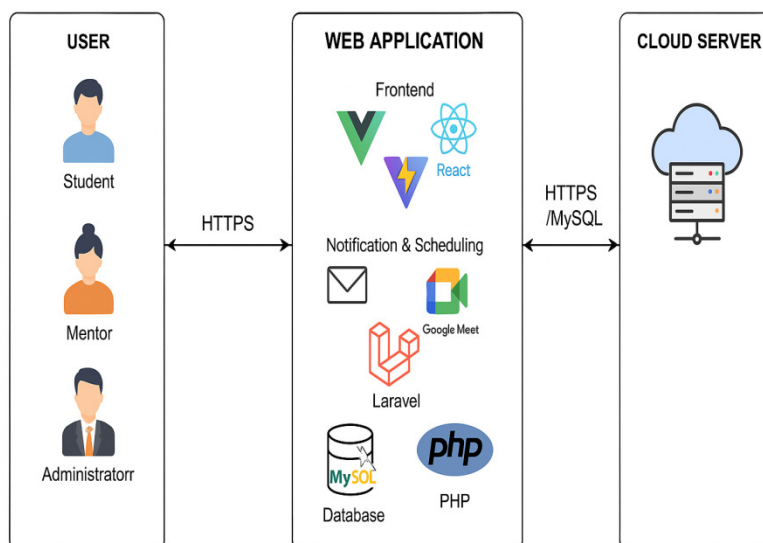 USER
Student
Mentor
Administratorr
HTTPS
WEB APPLICATION
Frontend
React
Notification & Scheduling
Google Meet
Laravel
MySQL
Database
php
PHP
HTTPS
/MySQL
CLOUD SERVER